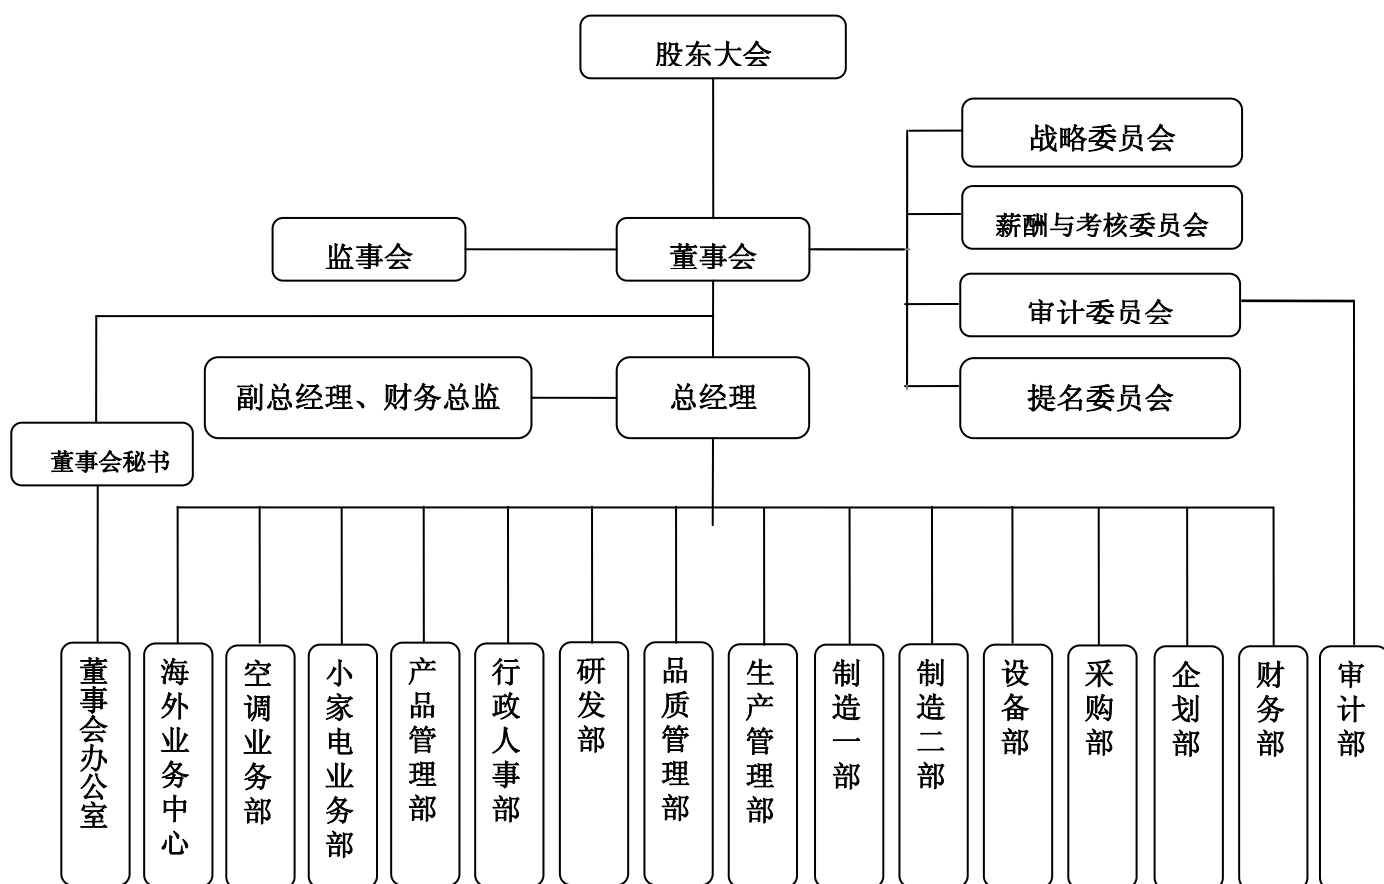 股东大会
战略委员会
薪酬与考核委员会
监事会
董事会
审计委员会
副总经理、财务总监
总经理
提名委员会
董事会秘书
董事会办公室
海外业务中心
空调业务部
小家电业务部
产品管理部
行政人事部
研发部
品质管理部
生产管理部
制造一部
制造二部
设备部
采购部
企划部
财务部
审计部